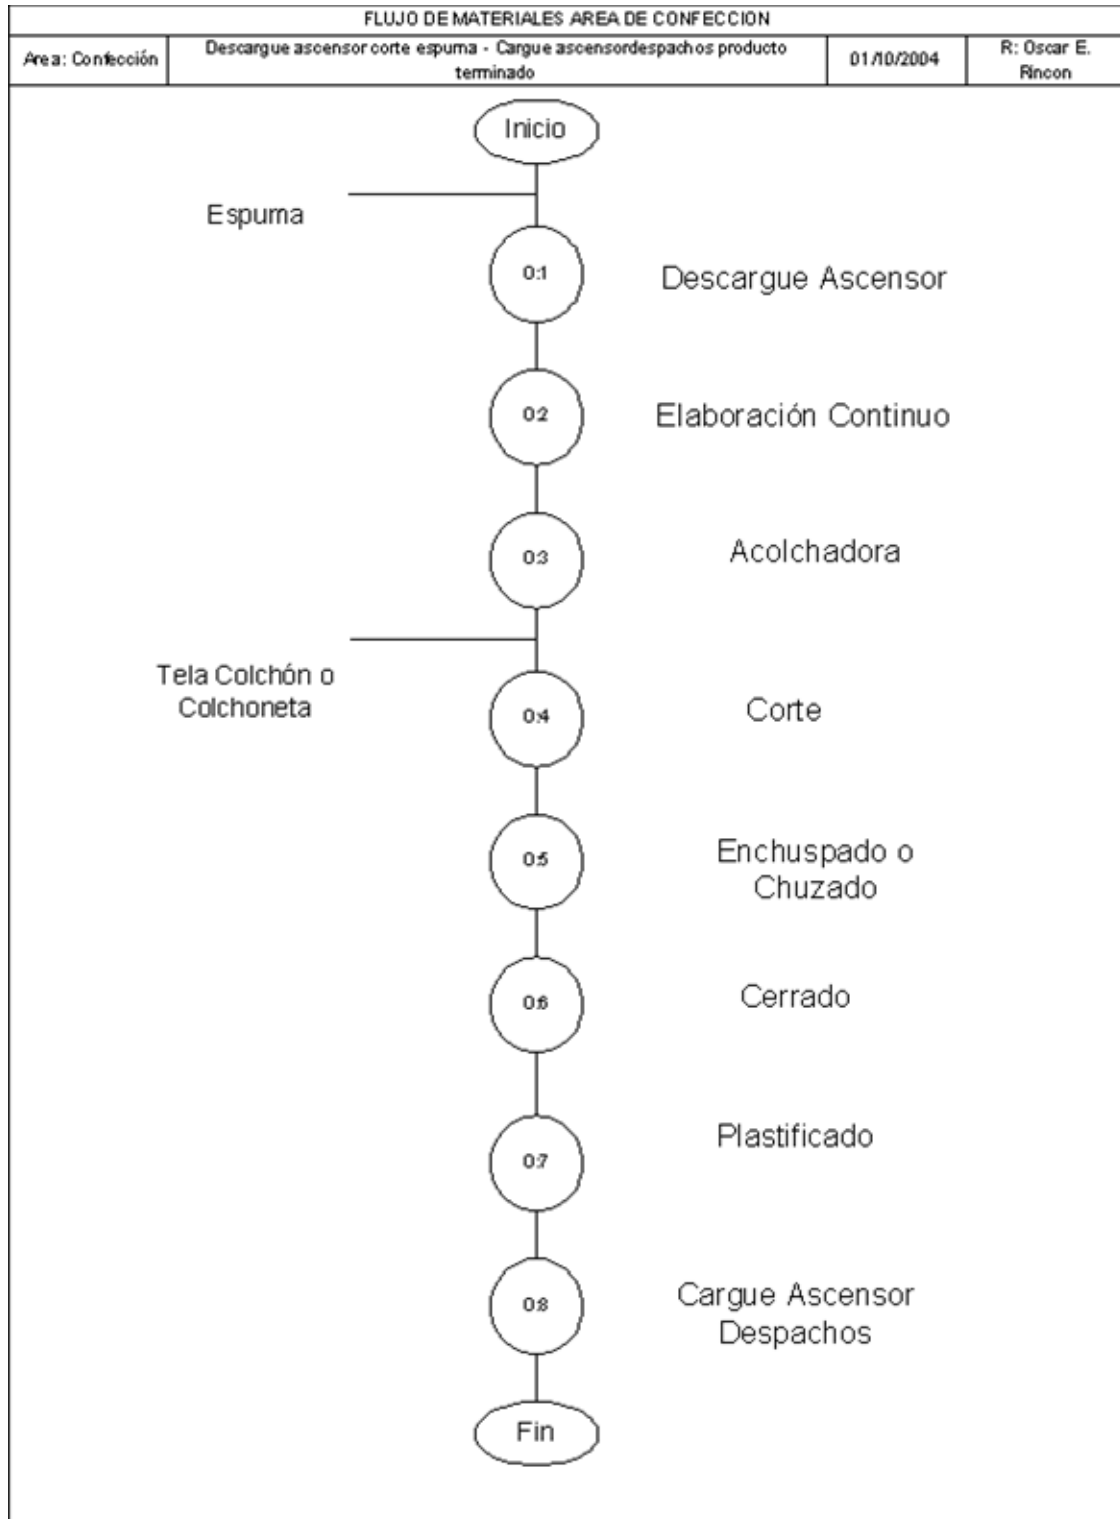 FLUJO DE MATERIALES AREA DE CONFECCION
Area: Confección
Descargue ascensor corte espuma - Cargue ascensordespachos producto
terminado
01/10/2004
R: Oscar E.
Rincon
Inicio
Espuma
0:1
Descargue Ascensor
0:2
Elaboración Continuo
0:3
Acolchadora
Tela Colchón o
Colchoneta
0:4
Corte
0:5
Enchuspado o
Chuzado
0:6
Cerrado
0:7
Plastificado
0:8
Cargue Ascensor
Despachos
Fin